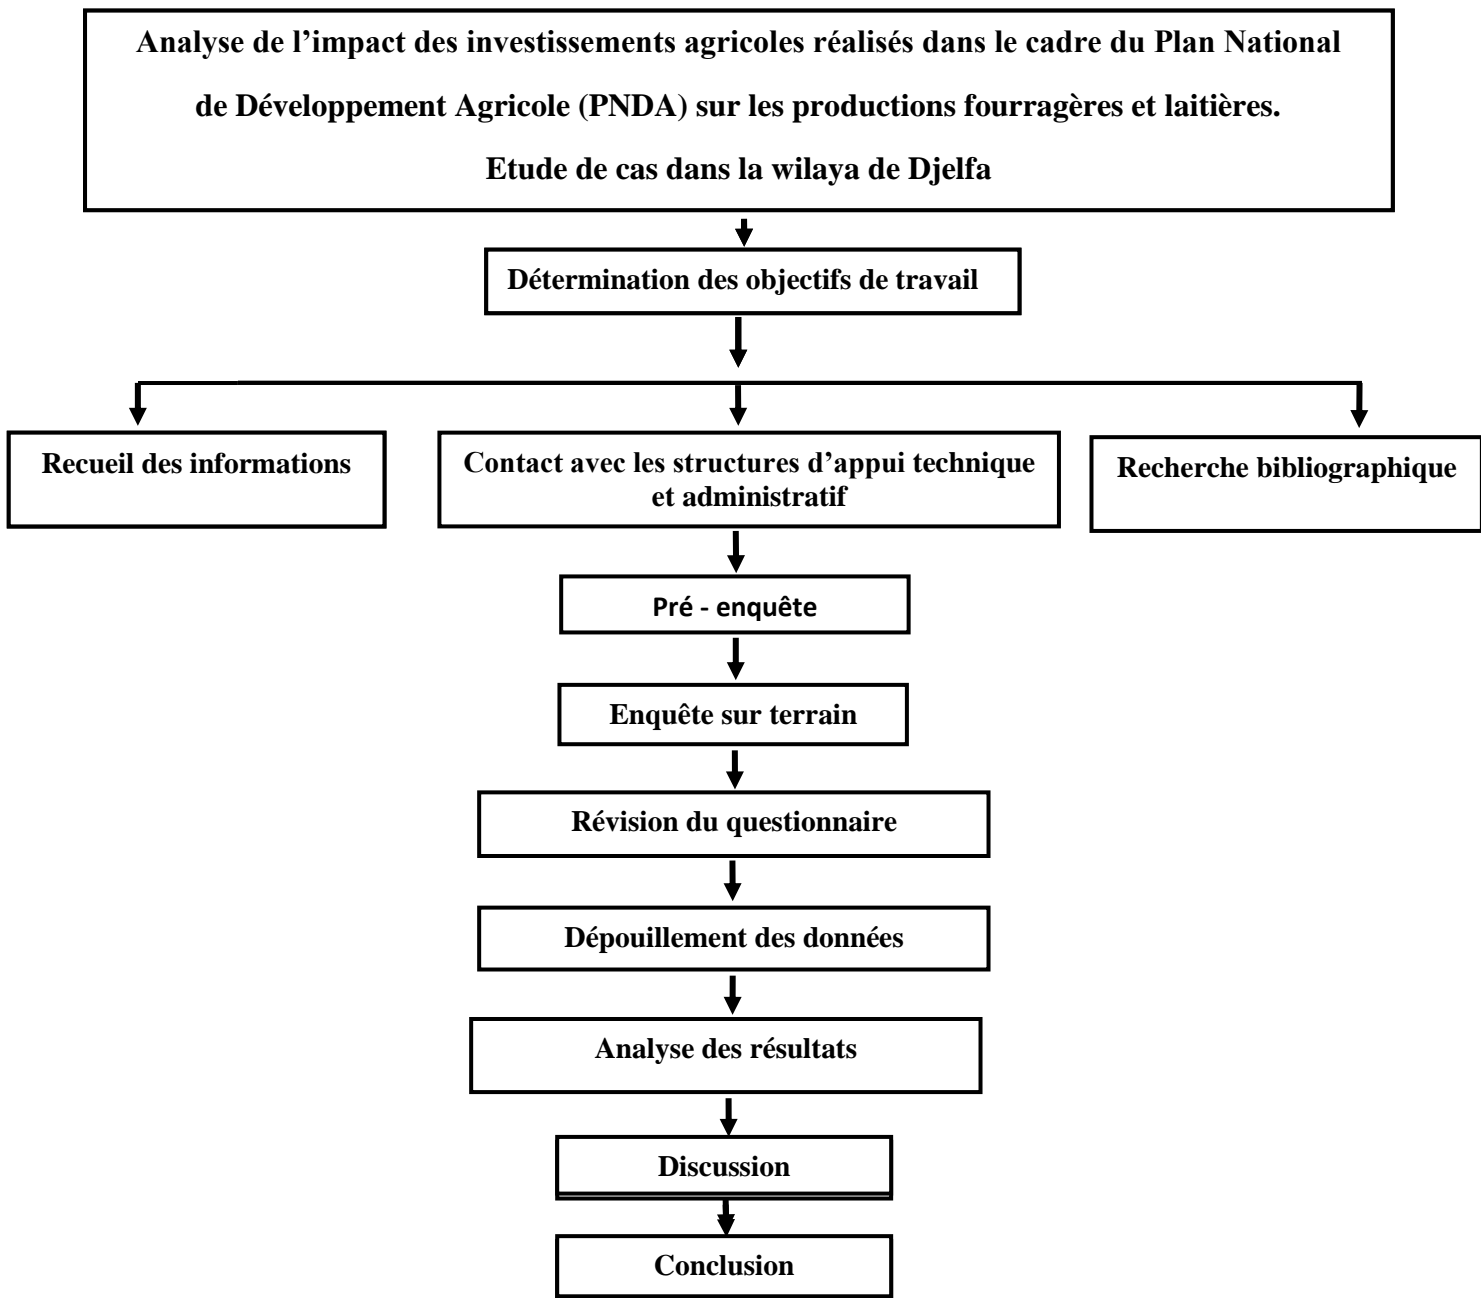 Analyse de l’impact des investissements agricoles réalisés dans le cadre du Plan National
de Développement Agricole (PNDA) sur les productions fourragères et laitières.
Etude de cas dans la wilaya de Djelfa
Détermination des objectifs de travail
Recueil des informations
Contact avec les structures d’appui technique
et administratif
Recherche bibliographique
Pré - enquête
Enquête sur terrain
Révision du questionnaire
Dépouillement des données
Analyse des résultats
Discussion
Conclusion